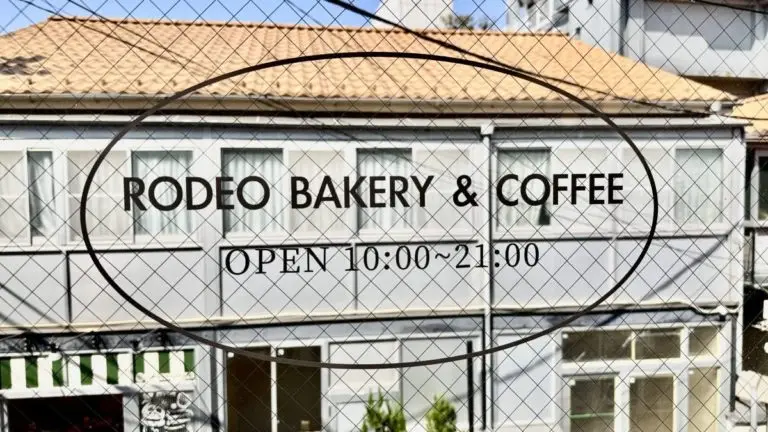 RODEO BAKERY & COFFEE
OPEN 10:00~21:00